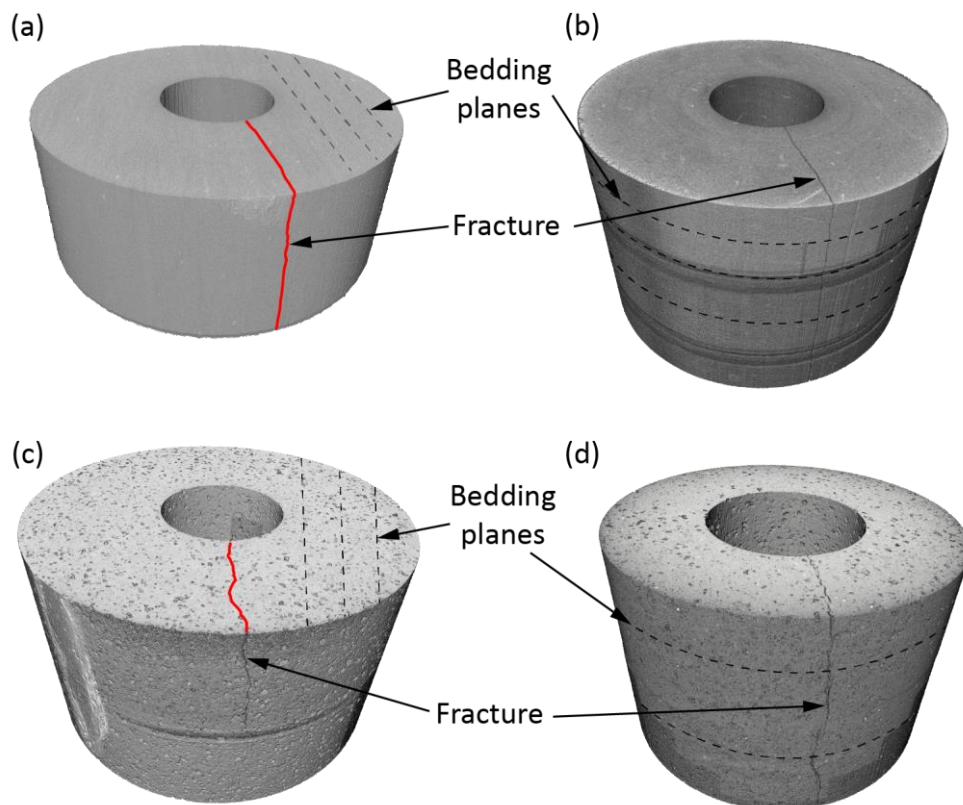 (a)
(b)
Bedding
planes
Fracture
(c)
(d)
Bedding
planes
Fracture